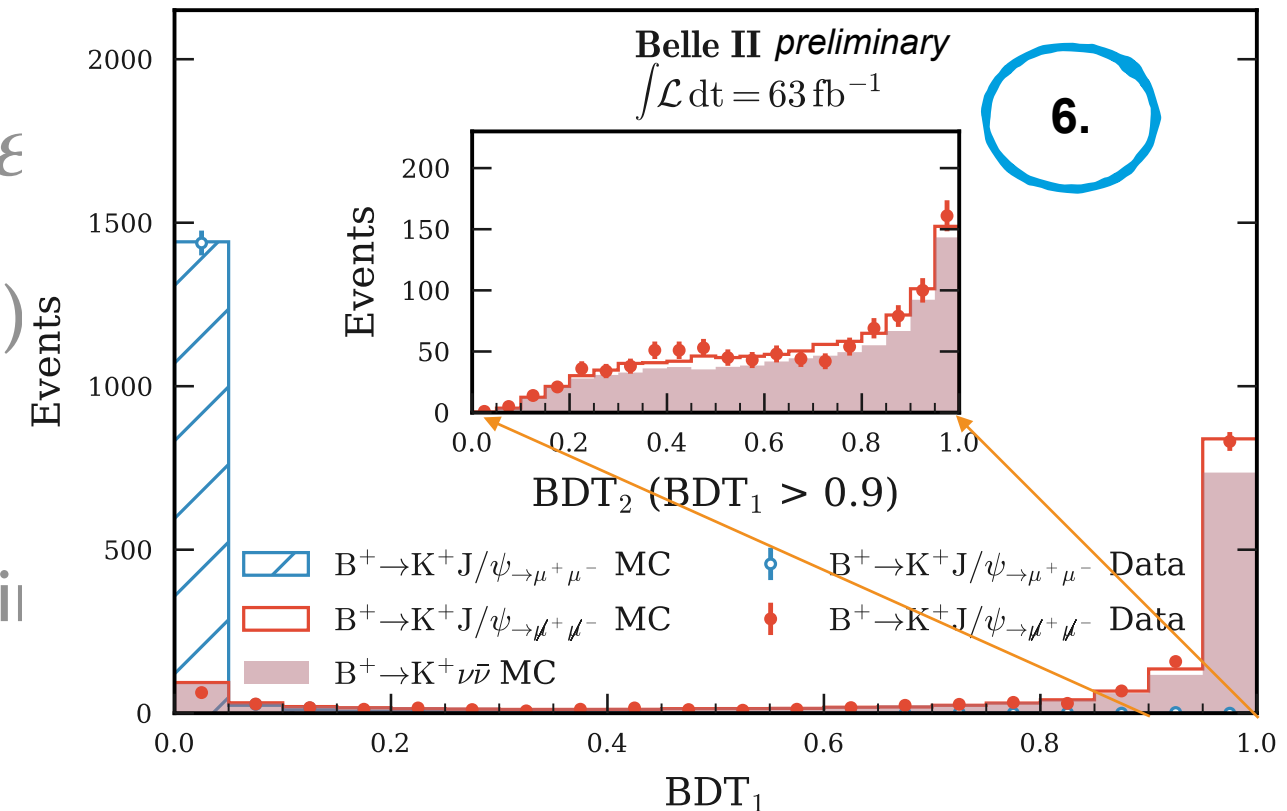 Belle II preliminary
∫ℒ dt = 63 fb⁻¹
6.
Events
2000
1500
1000
500
0
0.0 0.2 0.4 0.6 0.8 1.0
BDT₁
Events
200
150
100
50
0
0.0 0.2 0.4 0.6 0.8 1.0
BDT₂ (BDT₁ > 0.9)
B⁺→K⁺J/ψ→μ⁺μ⁻ MC
B⁺→K⁺J/ψ→μ̸⁺μ̸⁻ MC
B⁺→K⁺νν̄ MC
B⁺→K⁺J/ψ→μ⁺μ⁻ Data
B⁺→K⁺J/ψ→μ̸⁺μ̸⁻ Data
)